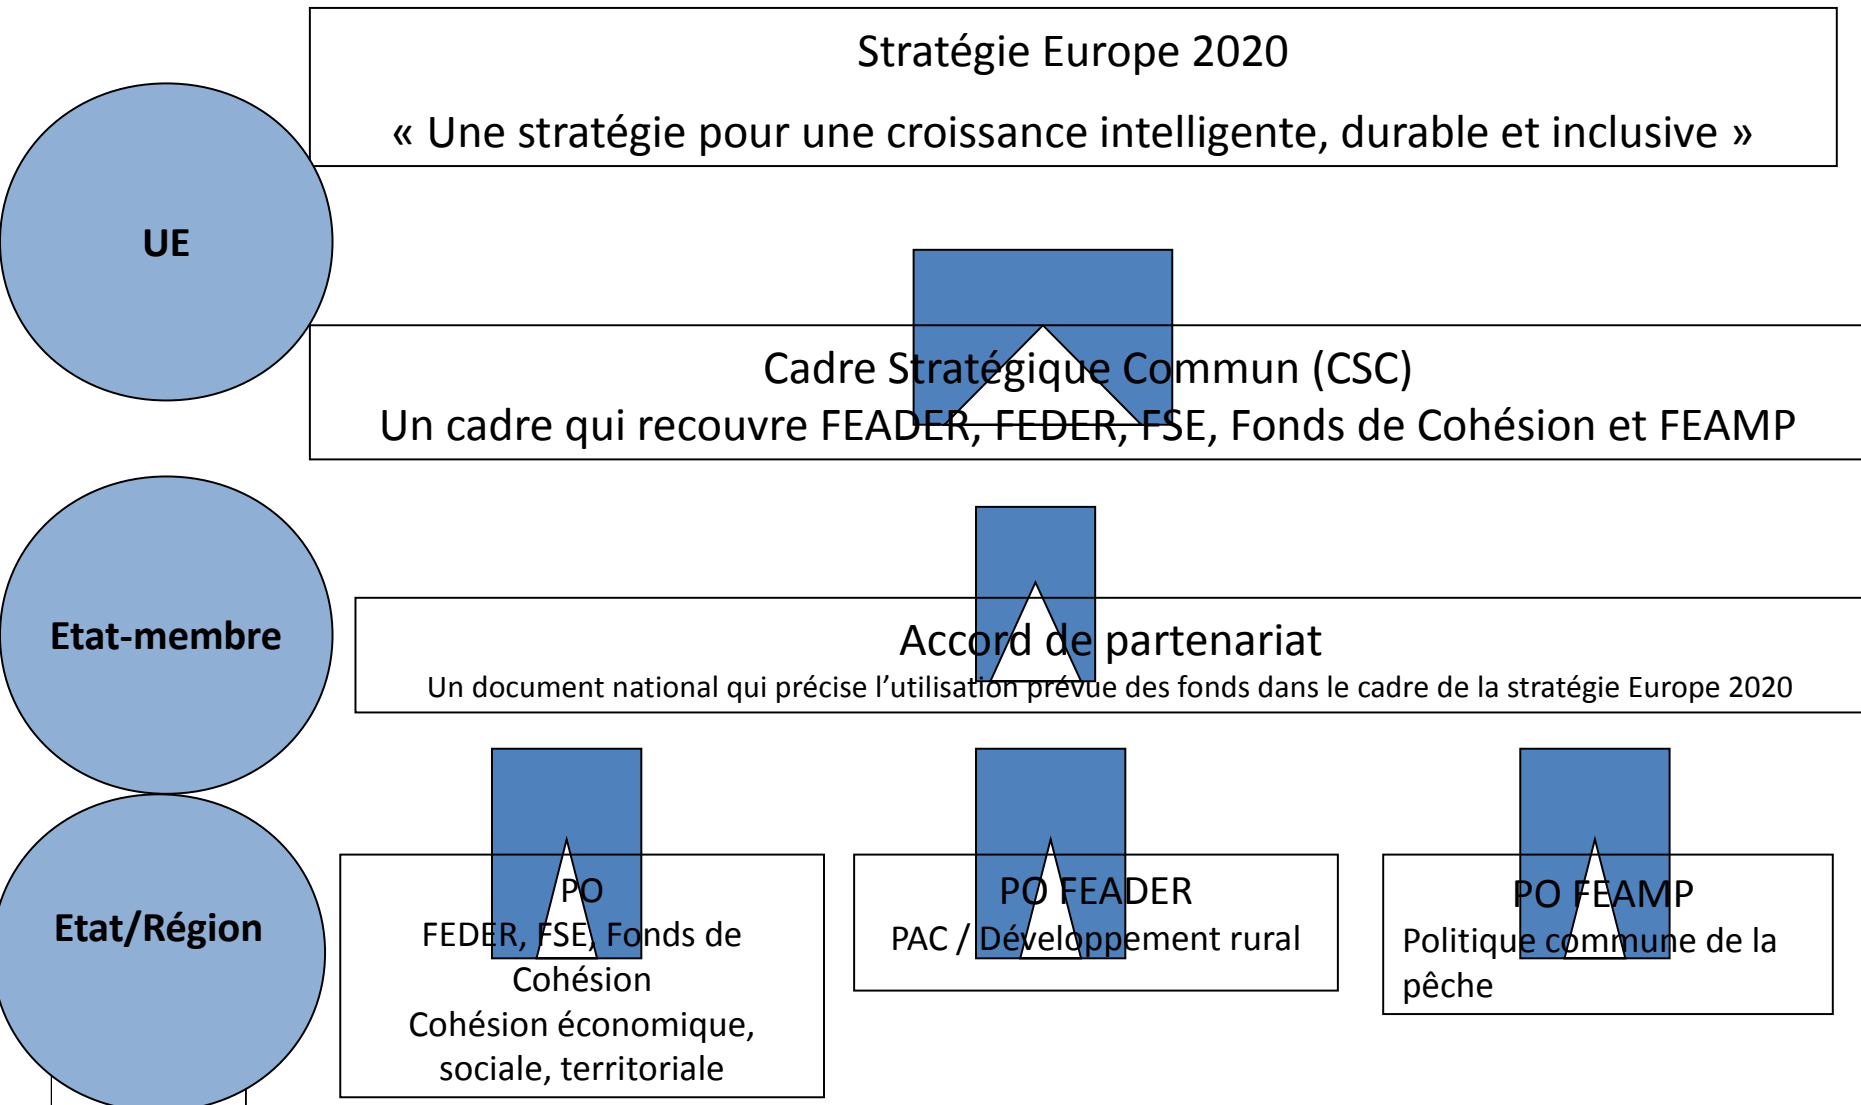 Stratégie Europe 2020
« Une stratégie pour une croissance intelligente, durable et inclusive »
UE
Cadre Stratégique Commun (CSC)
Un cadre qui recouvre FEADER, FEDER, FSE, Fonds de Cohésion et FEAMP
Etat-membre
Accord de partenariat
Un document national qui précise l’utilisation prévue des fonds dans le cadre de la stratégie Europe 2020
Etat/Région
PO
FEDER, FSE, Fonds de
Cohésion
Cohésion économique,
sociale, territoriale
PO FEADER
PAC / Développement rural
PO FEAMP
Politique commune de la
pêche